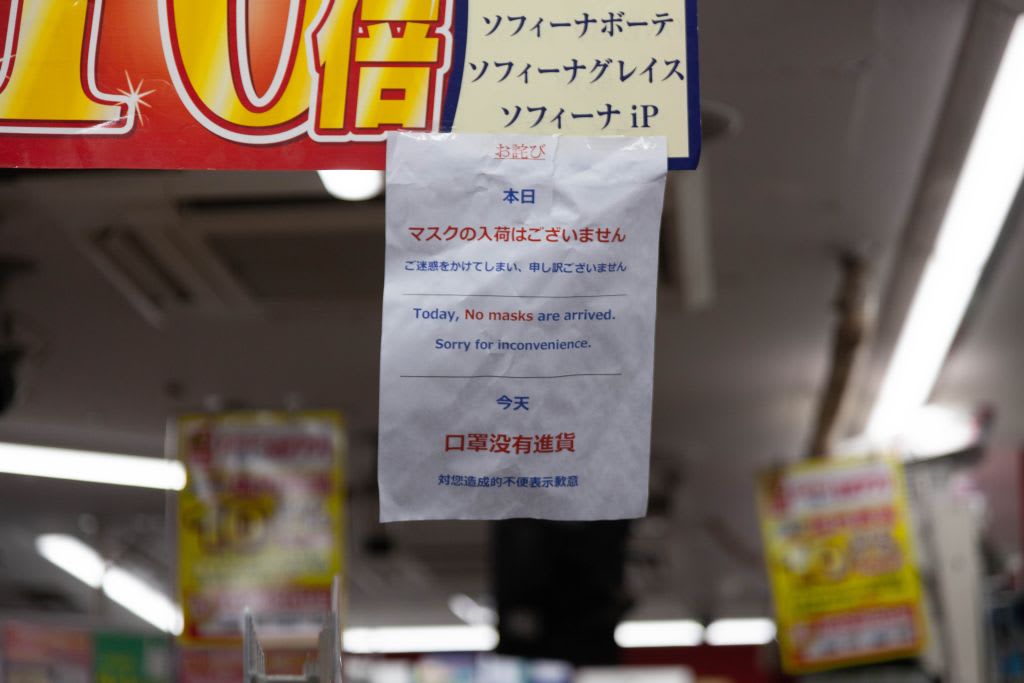 10倍
ソフィーナボーテ
ソフィーナグレイス
ソフィーナ iP
お詫び
本日
マスクの入荷はございません
ご迷惑をかけてしまい、申し訳ございません
Today, No masks are arrived.
Sorry for inconvenience.
今天
口罩没有進貨
対您造成的不便表示歉意